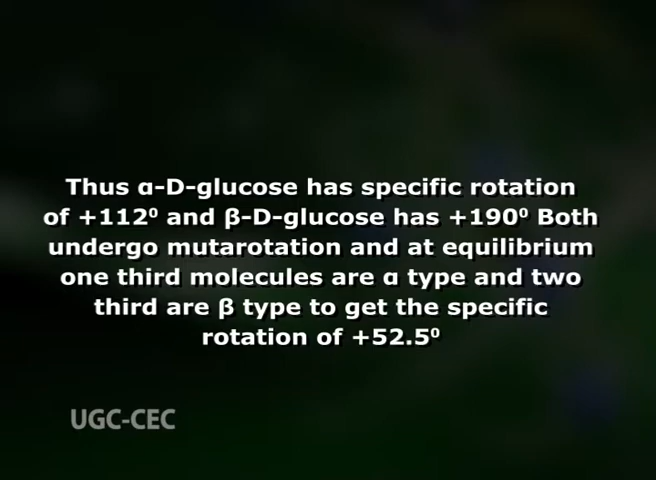 Thus α-D-glucose has specific rotation
of +112⁰ and β-D-glucose has +190⁰ Both
undergo mutarotation and at equilibrium
one third molecules are α type and two
third are β type to get the specific
rotation of +52.5⁰
UGC-CEC